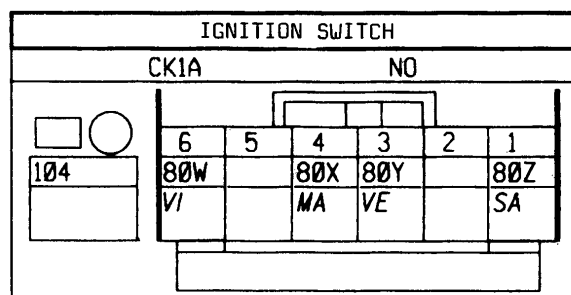 IGNITION SWITCH
CK1A NO
6 5 4 3 2 1
104 80W 80X 80Y 80Z
VI MA VE SA